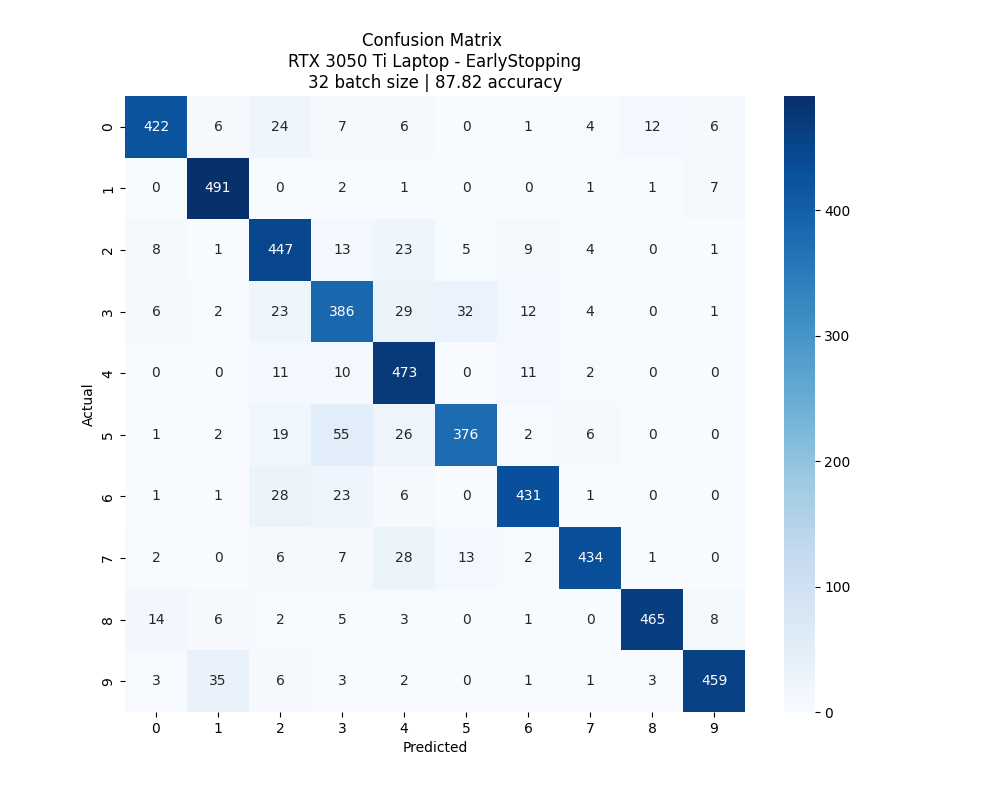 Confusion Matrix
RTX 3050 Ti Laptop - EarlyStopping
32 batch size | 87.82 accuracy
0 422 6 24 7 6 0 1 4 12 6
1 0 491 0 2 1 0 0 1 1 7
2 8 1 447 13 23 5 9 4 0 1
3 6 2 23 386 29 32 12 4 0 1
4 0 0 11 10 473 0 11 2 0 0
5 1 2 19 55 26 376 2 6 0 0
6 1 1 28 23 6 0 431 1 0 0
7 2 0 6 7 28 13 2 434 1 0
8 14 6 2 5 3 0 1 0 465 8
9 3 35 6 3 2 0 1 1 3 459
0 1 2 3 4 5 6 7 8 9
Predicted
Actual
400
300
200
100
0